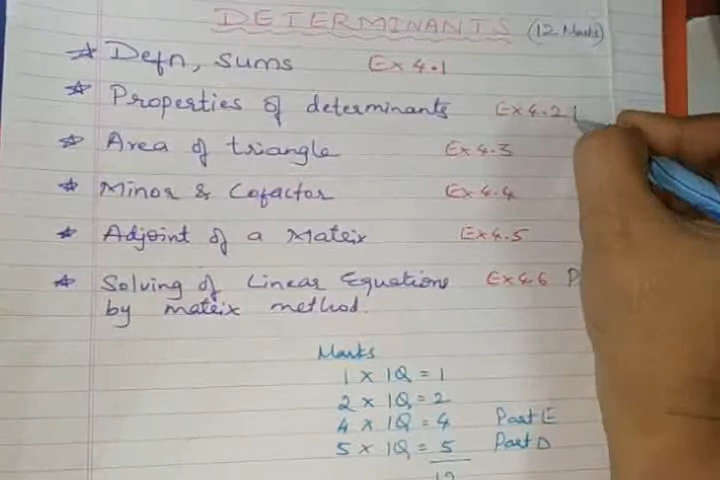 DETERMINANTS (12 Marks)
* Defn, sums Ex 4.1
* Properties of determinants Ex 4.2
* Area of triangle Ex 4.3
* Minor & Cofactor Ex 4.4
* Adjoint of a Matrix Ex 4.5
* Solving of Linear Equations Ex 4.6 P
by matrix method.
Marks
1 x 1Q = 1
2 x 1Q = 2
4 x 1Q = 4 Part E
5 x 1Q = 5 Part D
12